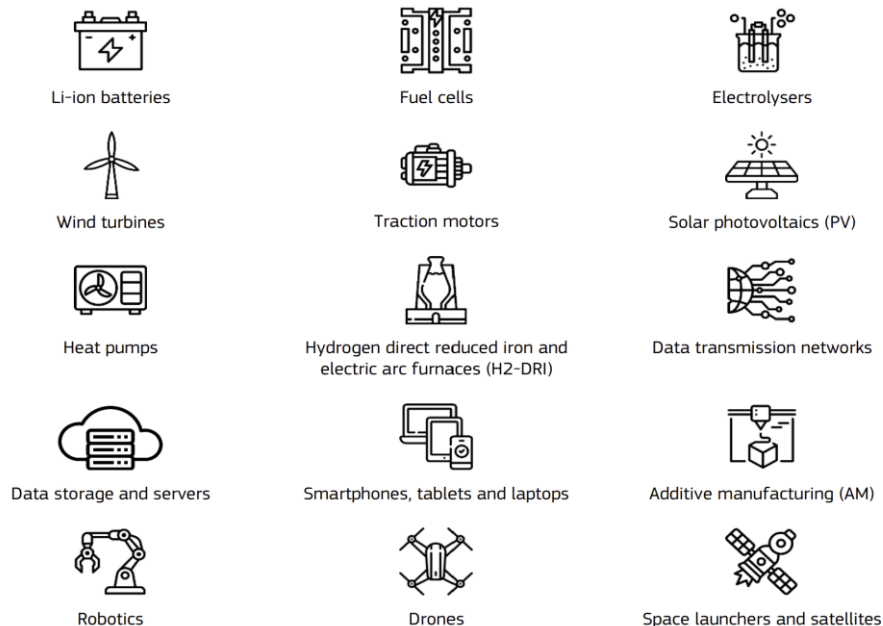 Li-ion batteries
Fuel cells
Electrolysers
Wind turbines
Traction motors
Solar photovoltaics (PV)
Heat pumps
Hydrogen direct reduced iron and
electric arc furnaces (H2-DRI)
Data transmission networks
Data storage and servers
Smartphones, tablets and laptops
Additive manufacturing (AM)
Robotics
Drones
Space launchers and satellites